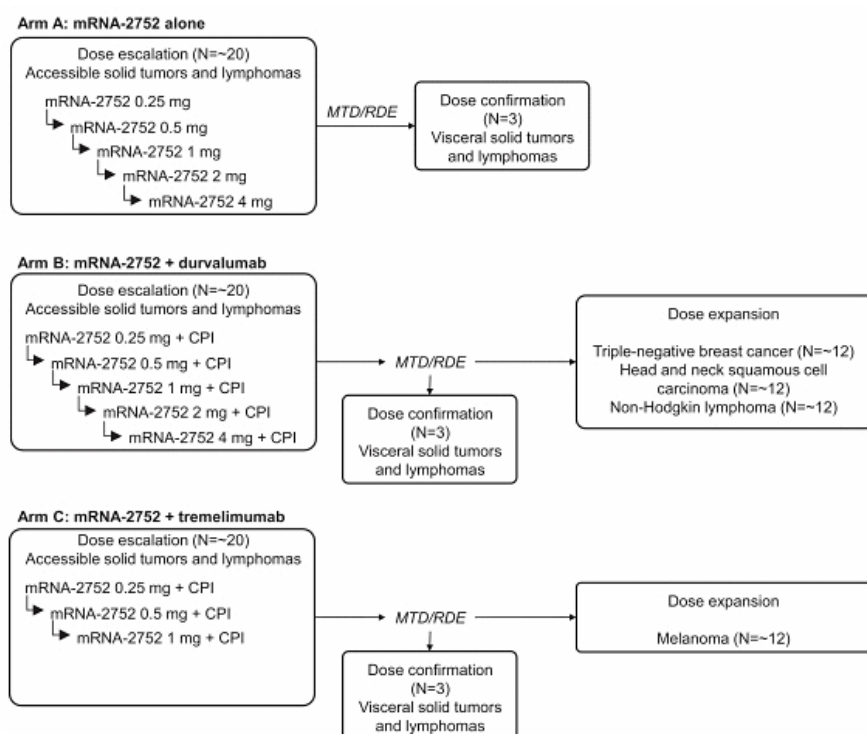 Arm A: mRNA-2752 alone
Dose escalation (N=~20)
Accessible solid tumors and lymphomas
mRNA-2752 0.25 mg
mRNA-2752 0.5 mg
mRNA-2752 1 mg
mRNA-2752 2 mg
mRNA-2752 4 mg
MTD/RDE
Dose confirmation
(N=3)
Visceral solid tumors
and lymphomas
Arm B: mRNA-2752 + durvalumab
Dose escalation (N=~20)
Accessible solid tumors and lymphomas
mRNA-2752 0.25 mg + CPI
mRNA-2752 0.5 mg + CPI
mRNA-2752 1 mg + CPI
mRNA-2752 2 mg + CPI
mRNA-2752 4 mg + CPI
MTD/RDE
Dose confirmation
(N=3)
Visceral solid tumors
and lymphomas
Dose expansion
Triple-negative breast cancer (N=~12)
Head and neck squamous cell
carcinoma (N=~12)
Non-Hodgkin lymphoma (N=~12)
Arm C: mRNA-2752 + tremelimumab
Dose escalation (N=~20)
Accessible solid tumors and lymphomas
mRNA-2752 0.25 mg + CPI
mRNA-2752 0.5 mg + CPI
mRNA-2752 1 mg + CPI
MTD/RDE
Dose confirmation
(N=3)
Visceral solid tumors
and lymphomas
Dose expansion
Melanoma (N=~12)